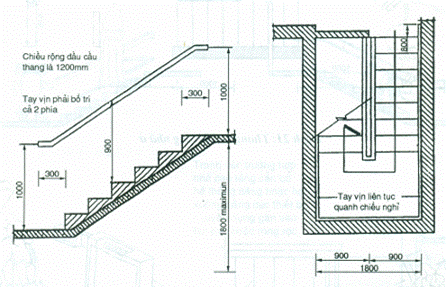 Chiều rộng đầu cầu
thang là 1200mm
Tay vịn phải bố trí
cả 2 phía
300
1000
900
300
1000
1800 maximun
800
Tay vịn liên tục
quanh chiếu nghỉ
900
900
1800